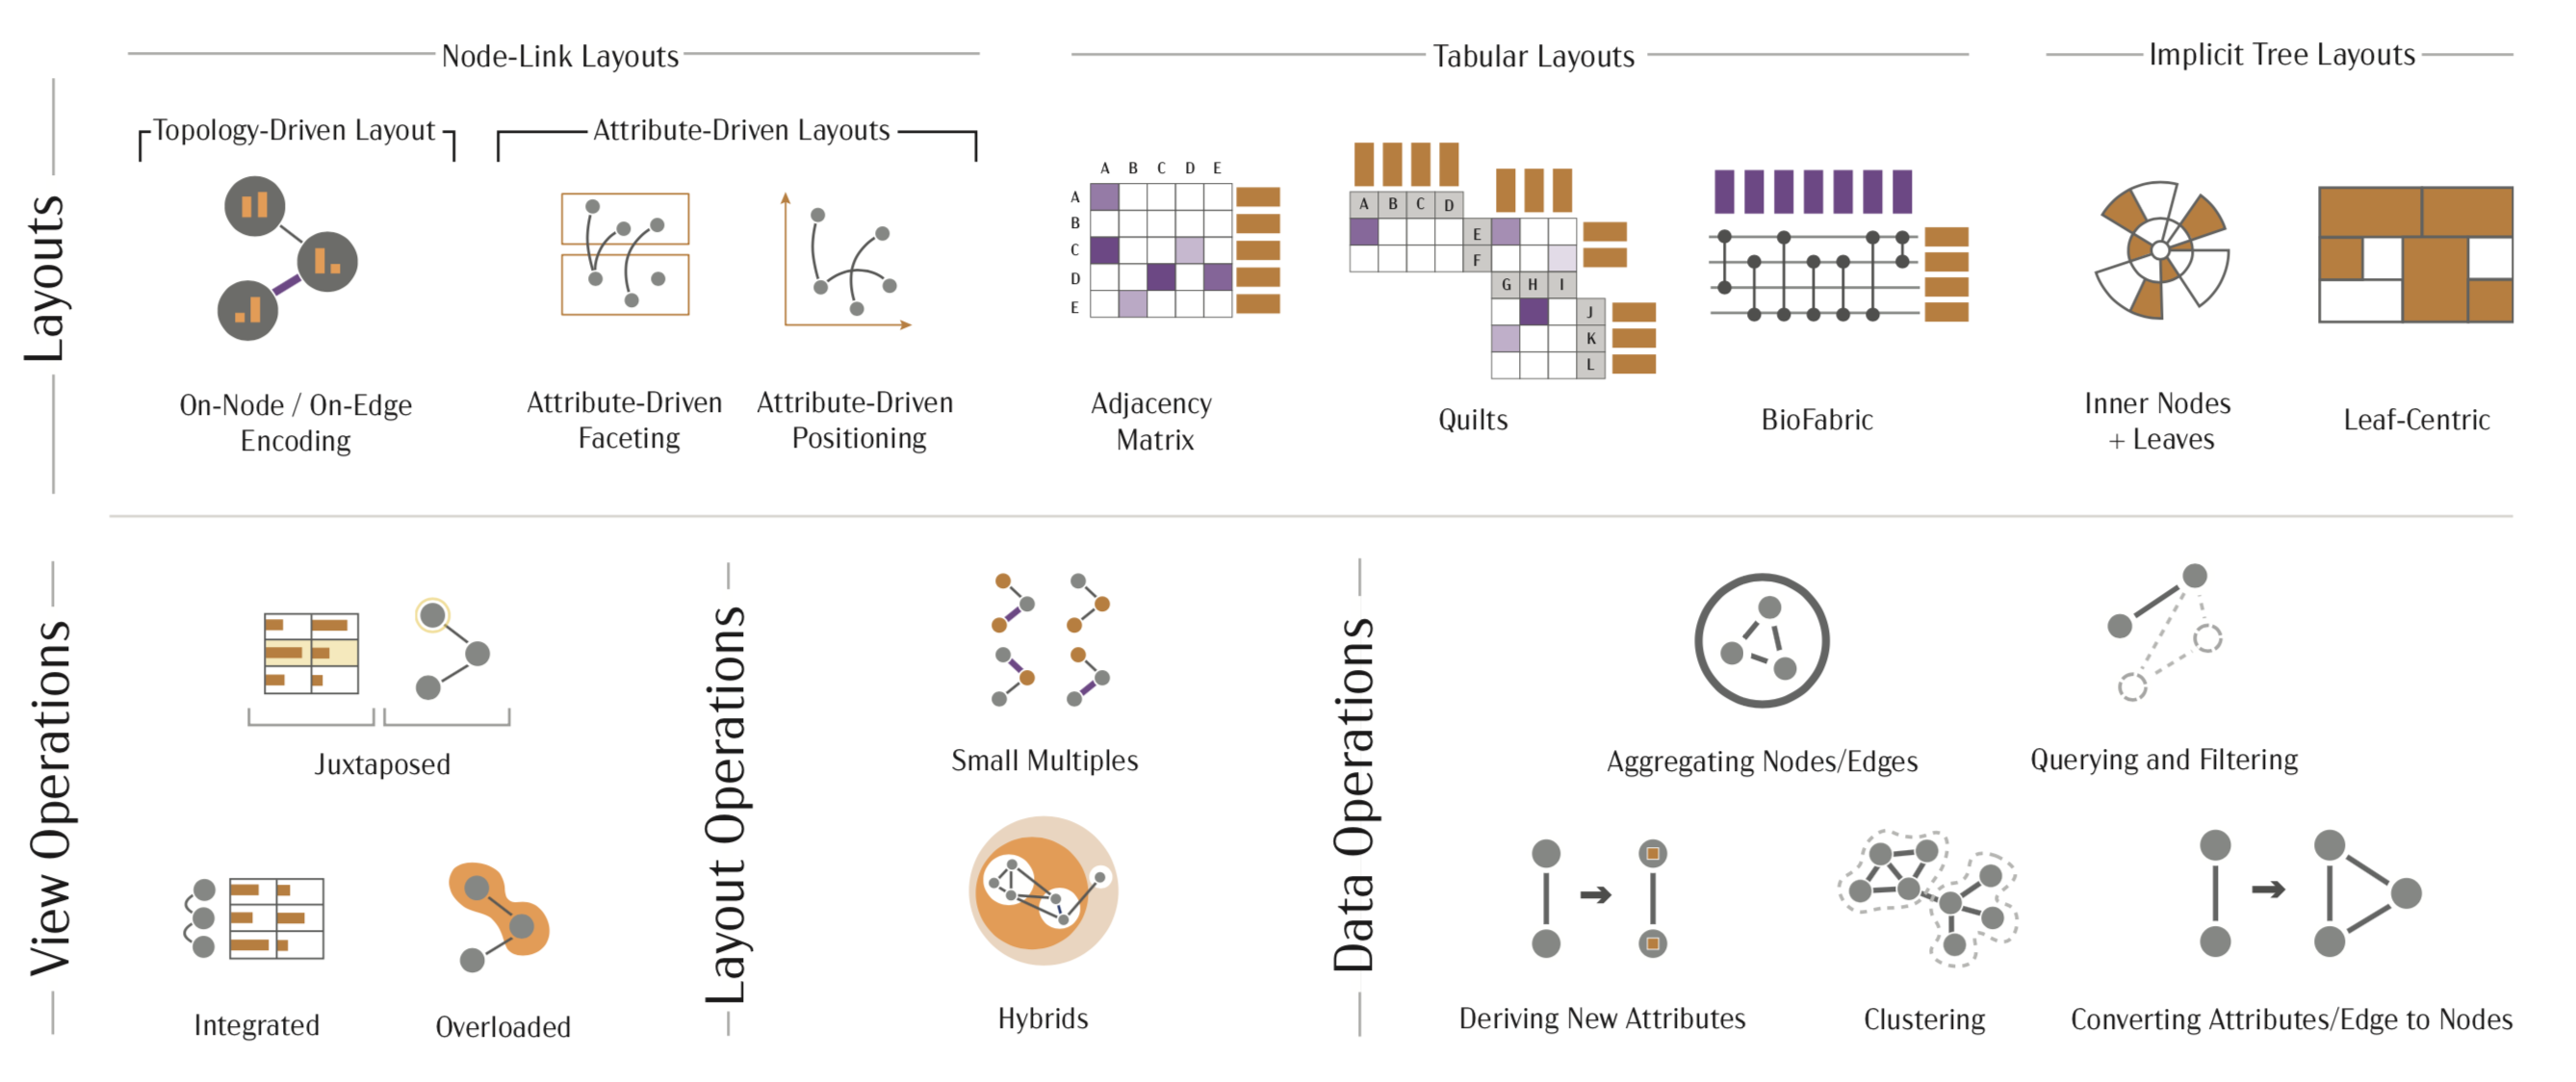 Node-Link Layouts
Tabular Layouts
Implicit Tree Layouts
Layouts
Topology-Driven Layout
Attribute-Driven Layouts
A B C D E
A
B
C
D
E
A B C D
E
F
G H I
J
K
L
On-Node / On-Edge
Encoding
Attribute-Driven
Faceting
Attribute-Driven
Positioning
Adjacency
Matrix
Quilts
BioFabric
Inner Nodes
+ Leaves
Leaf-Centric
View Operations
Juxtaposed
Integrated
Overloaded
Layout Operations
Small Multiples
Hybrids
Data Operations
Aggregating Nodes/Edges
Querying and Filtering
Deriving New Attributes
Clustering
Converting Attributes/Edge to Nodes